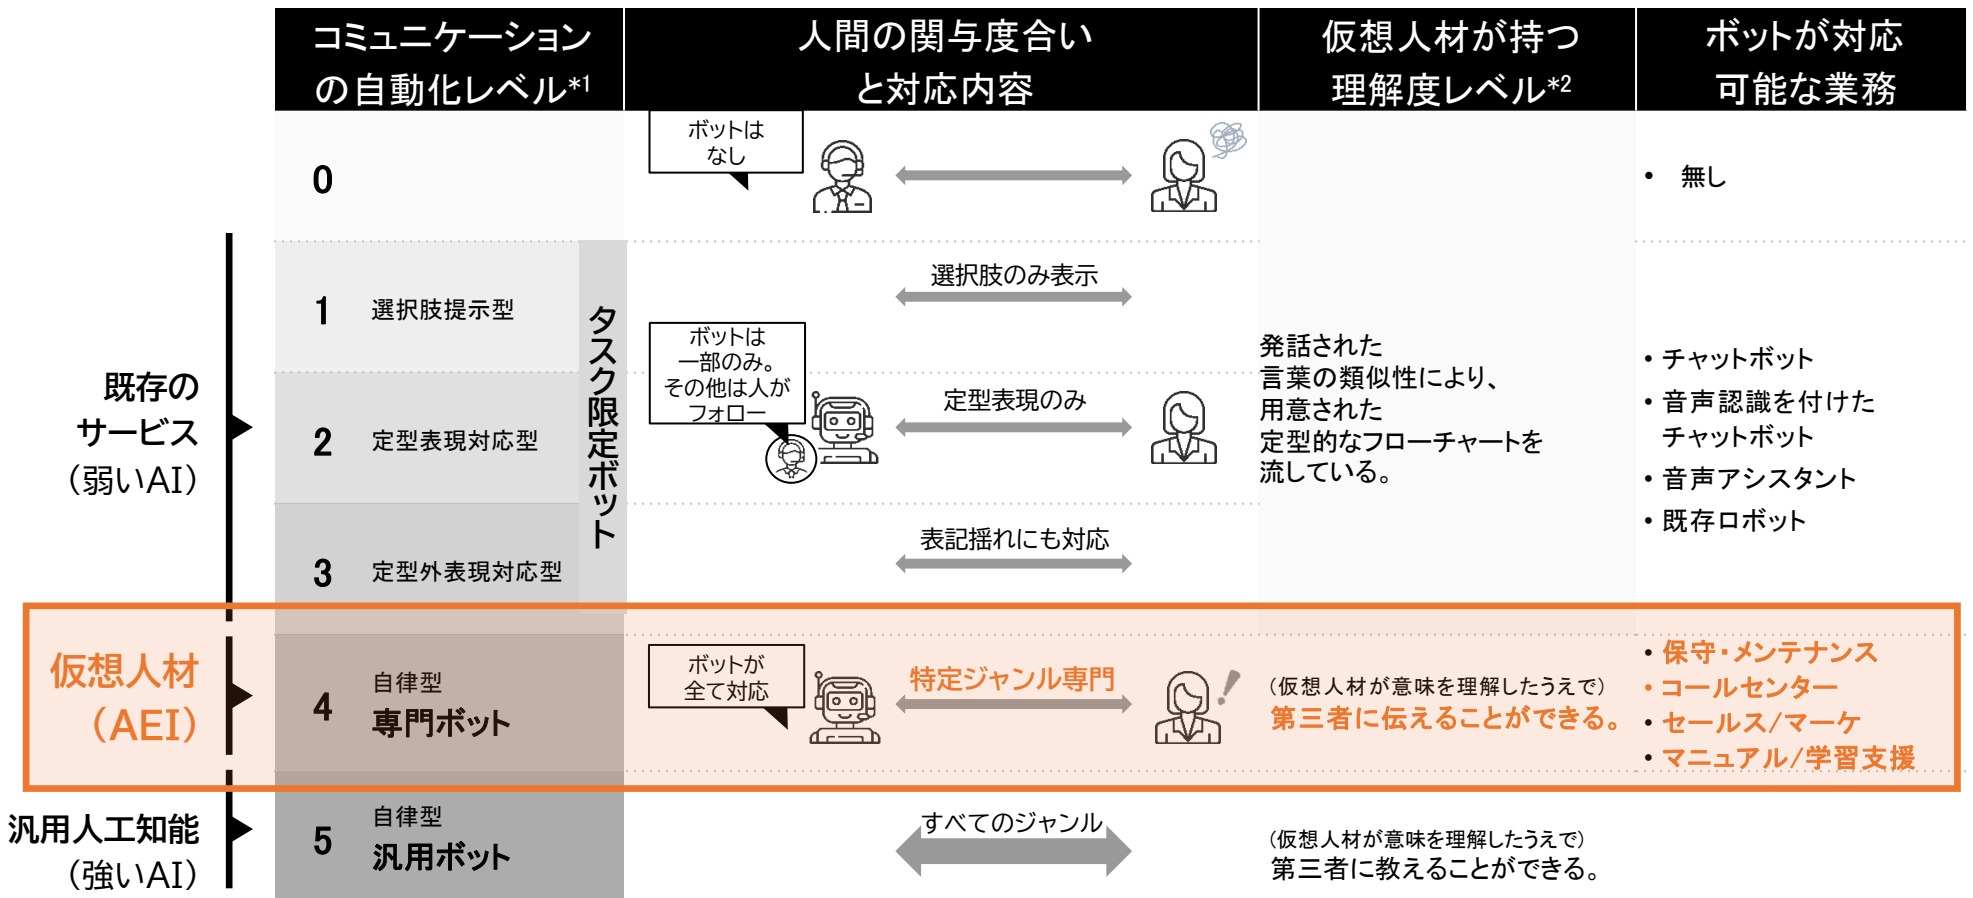 コミュニケーション
の自動化レベル*1
人間の関与度合い
と対応内容
仮想人材が持つ
理解度レベル*2
ボットが対応
可能な業務
0
ボットは
なし
• 無し
既存の
サービス
（弱いAI）
タスク限定ボット
1 選択肢提示型
選択肢のみ表示
2 定型表現対応型
ボットは
一部のみ。
その他は人が
フォロー
定型表現のみ
3 定型外表現対応型
表記揺れにも対応
発話された
言葉の類似性により、
用意された
定型的なフローチャートを
流している。
• チャットボット
• 音声認識を付けた
チャットボット
• 音声アシスタント
• 既存ロボット
仮想人材
（AEI）
4 自律型
専門ボット
ボットが
全て対応
特定ジャンル専門
（仮想人材が意味を理解したうえで）
第三者に伝えることができる。
• 保守・メンテナンス
• コールセンター
• セールス/マーケ
• マニュアル/学習支援
汎用人工知能
（強いAI）
5 自律型
汎用ボット
すべてのジャンル
（仮想人材が意味を理解したうえで）
第三者に教えることができる。